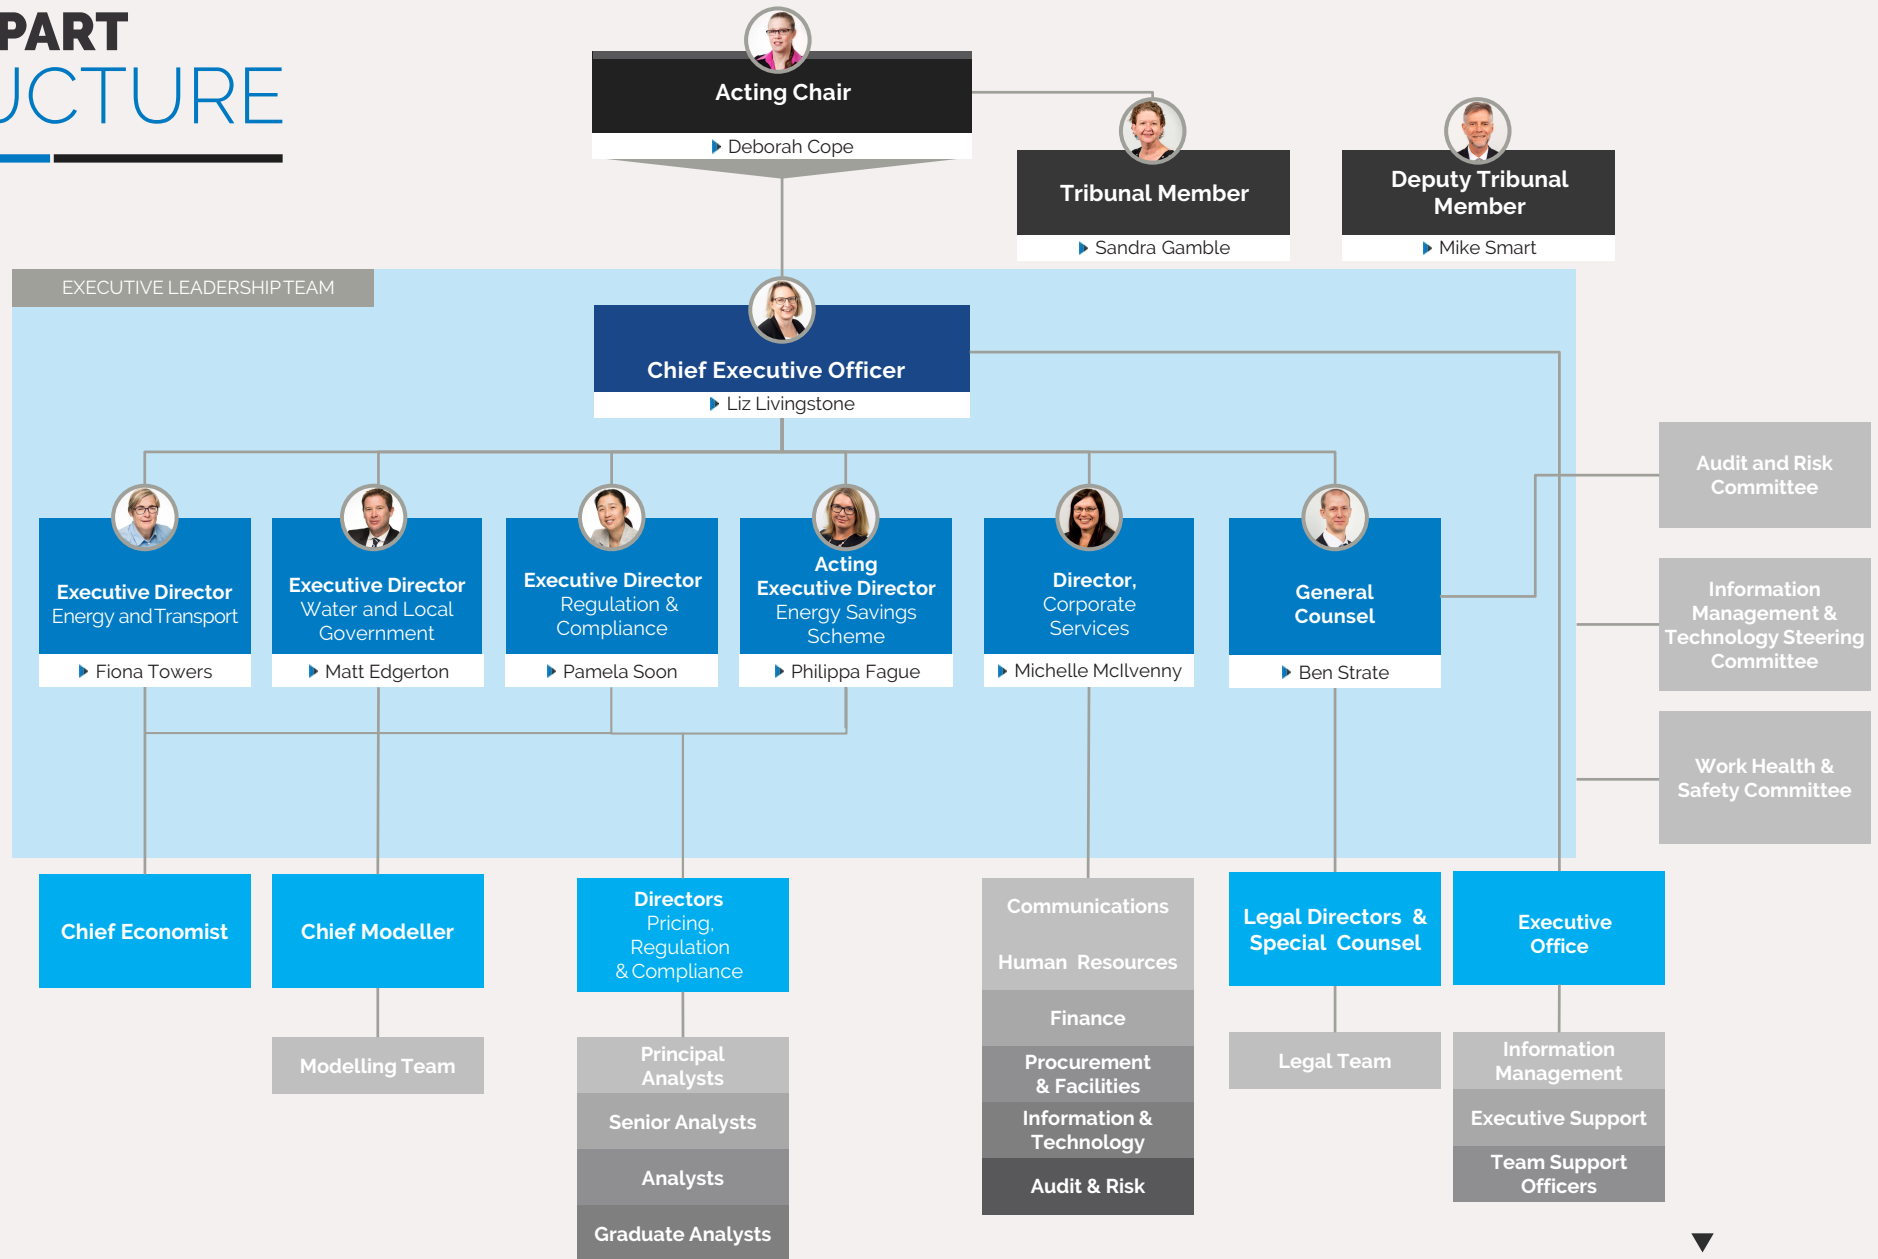 PART
UCTURE
Acting Chair
Deborah Cope
Tribunal Member
Sandra Gamble
Deputy Tribunal
Member
Mike Smart
EXECUTIVE LEADERSHIP TEAM
Chief Executive Officer
Liz Livingstone
Executive Director
Energy and Transport
Fiona Towers
Executive Director
Water and Local
Government
Matt Edgerton
Executive Director
Regulation &
Compliance
Pamela Soon
Acting
Executive Director
Energy Savings
Scheme
Philippa Fague
Director,
Corporate
Services
Michelle McIlvenny
General
Counsel
Ben Strate
Audit and Risk
Committee
Information
Management &
Technology Steering
Committee
Work Health &
Safety Committee
Chief Economist
Chief Modeller
Modelling Team
Directors
Pricing,
Regulation
& Compliance
Principal
Analysts
Senior Analysts
Analysts
Graduate Analysts
Communications
Human Resources
Finance
Procurement
& Facilities
Information &
Technology
Audit & Risk
Legal Directors &
Special Counsel
Legal Team
Executive
Office
Information
Management
Executive Support
Team Support
Officers